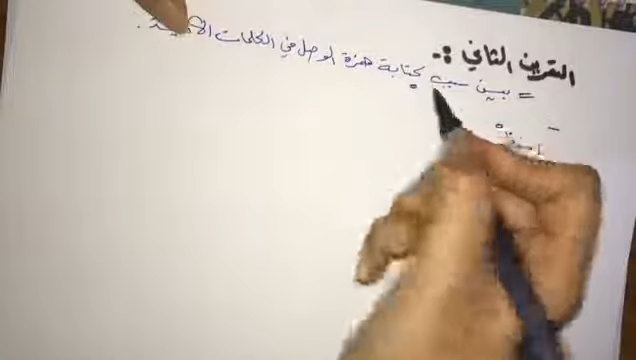 التمرين الثاني :-
= بين سبب كتابة همزة الوصل في الكلمات